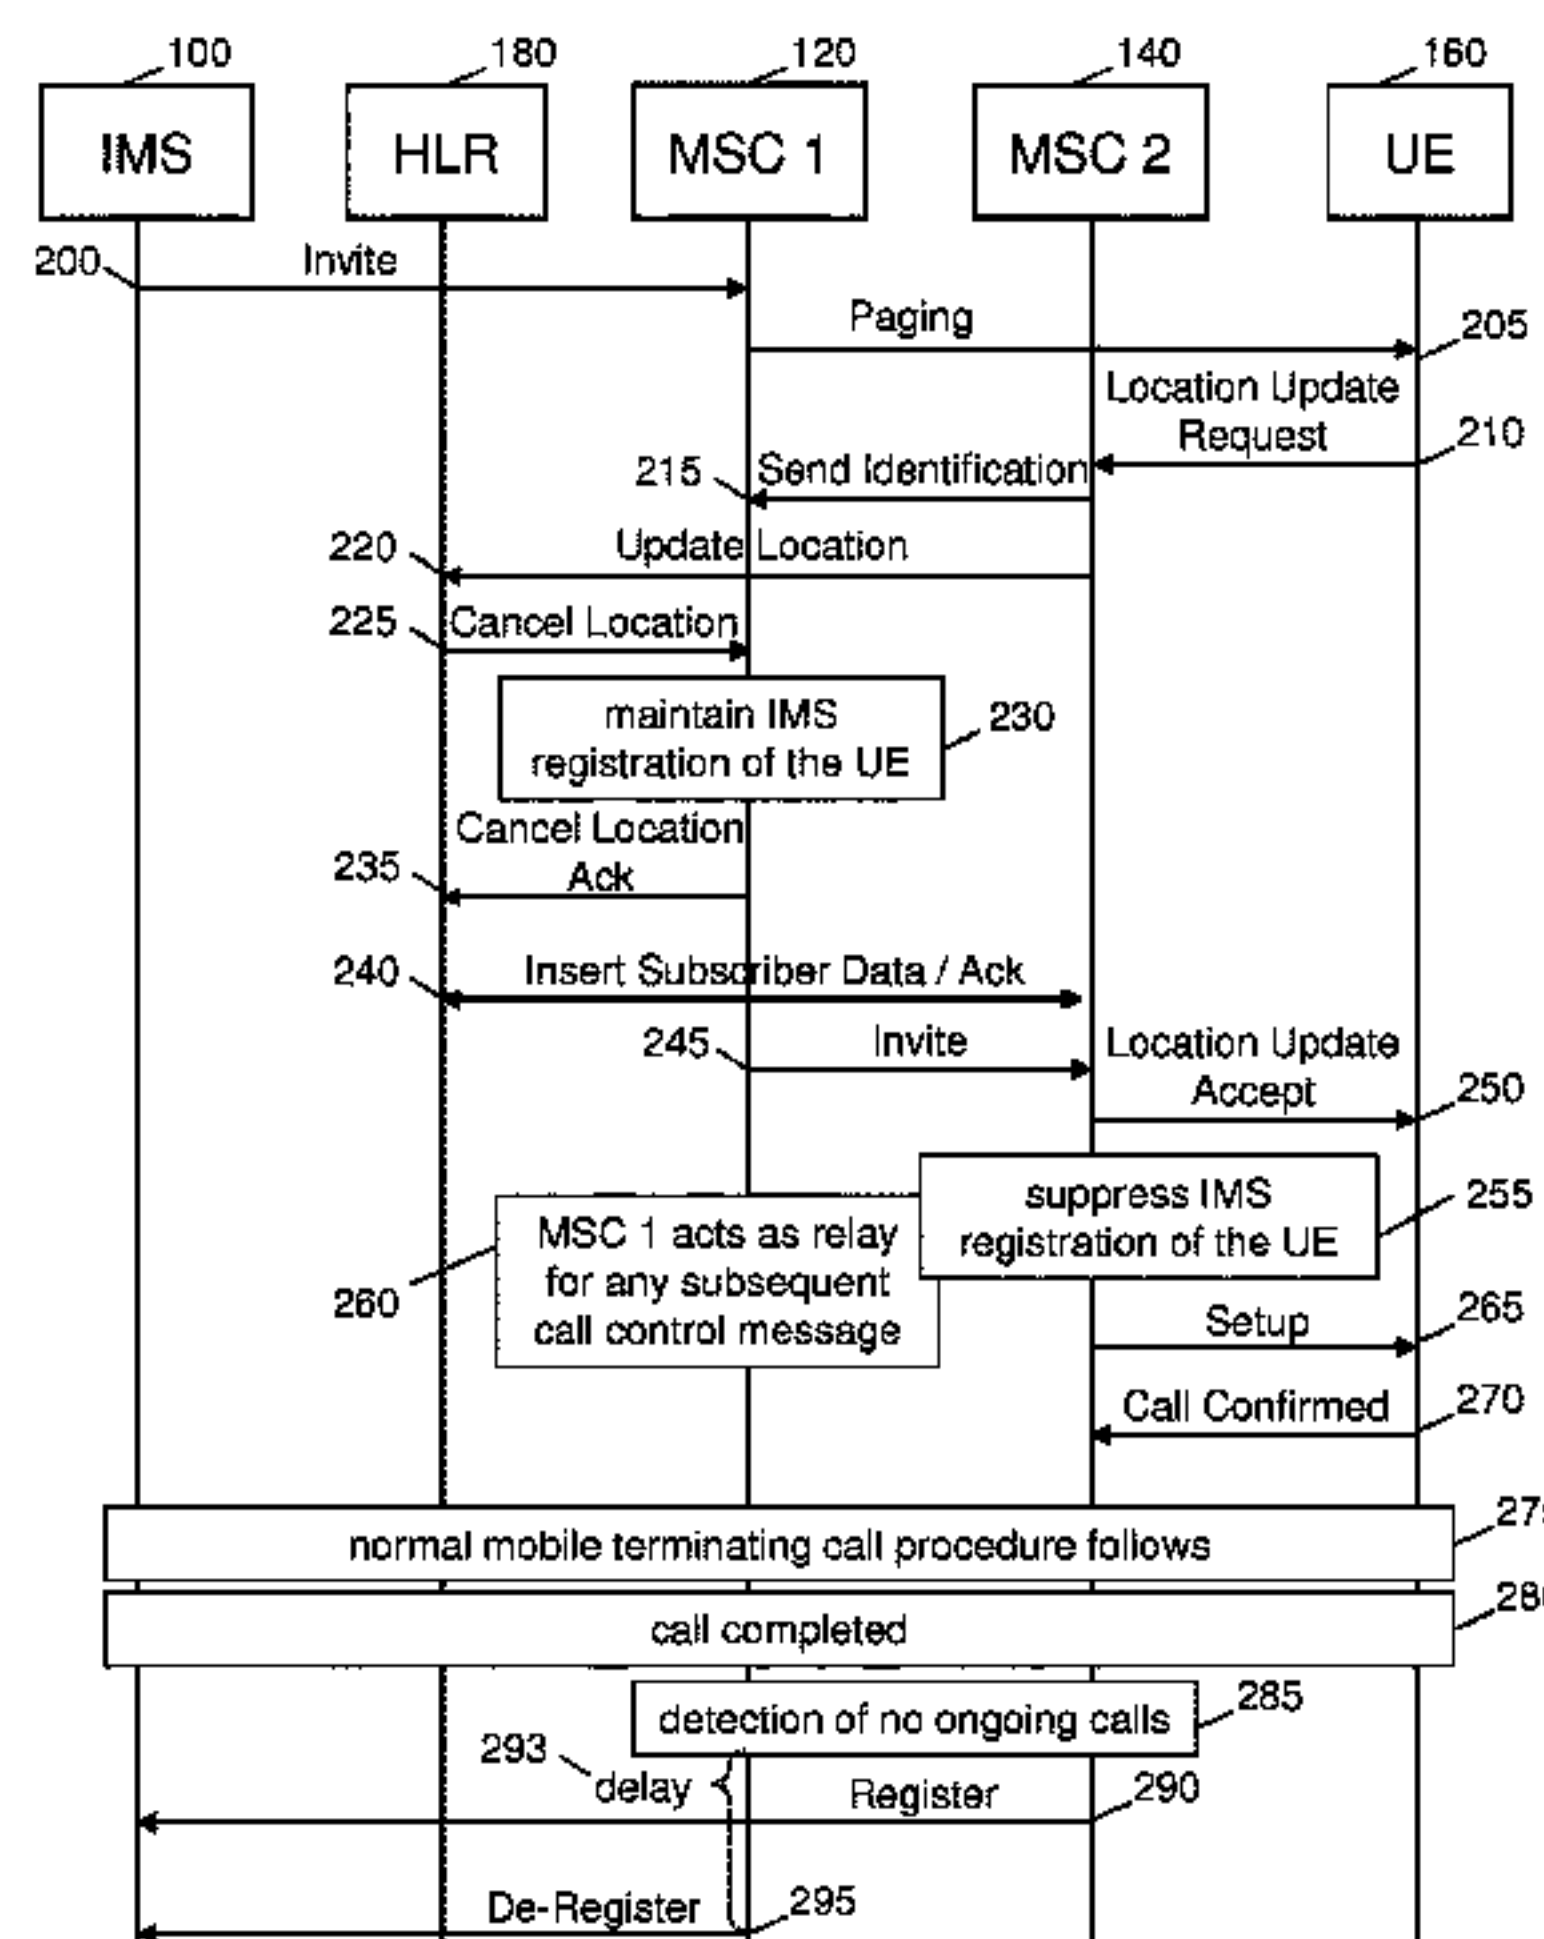 100 180 120 140 160
IMS HLR MSC 1 MSC 2 UE
200 Invite
Paging
205
Location Update
Request
210
215 Send Identification
220 Update Location
225 Cancel Location
maintain IMS
registration of the UE
230
Cancel Location
Ack
235
240 Insert Subscriber Data / Ack
245 Invite
Location Update
Accept
250
suppress IMS
registration of the UE
255
MSC 1 acts as relay
for any subsequent
call control message
260
Setup 265
Call Confirmed 270
normal mobile terminating call procedure follows
call completed
detection of no ongoing calls 285
293 delay
Register 290
De-Register 295